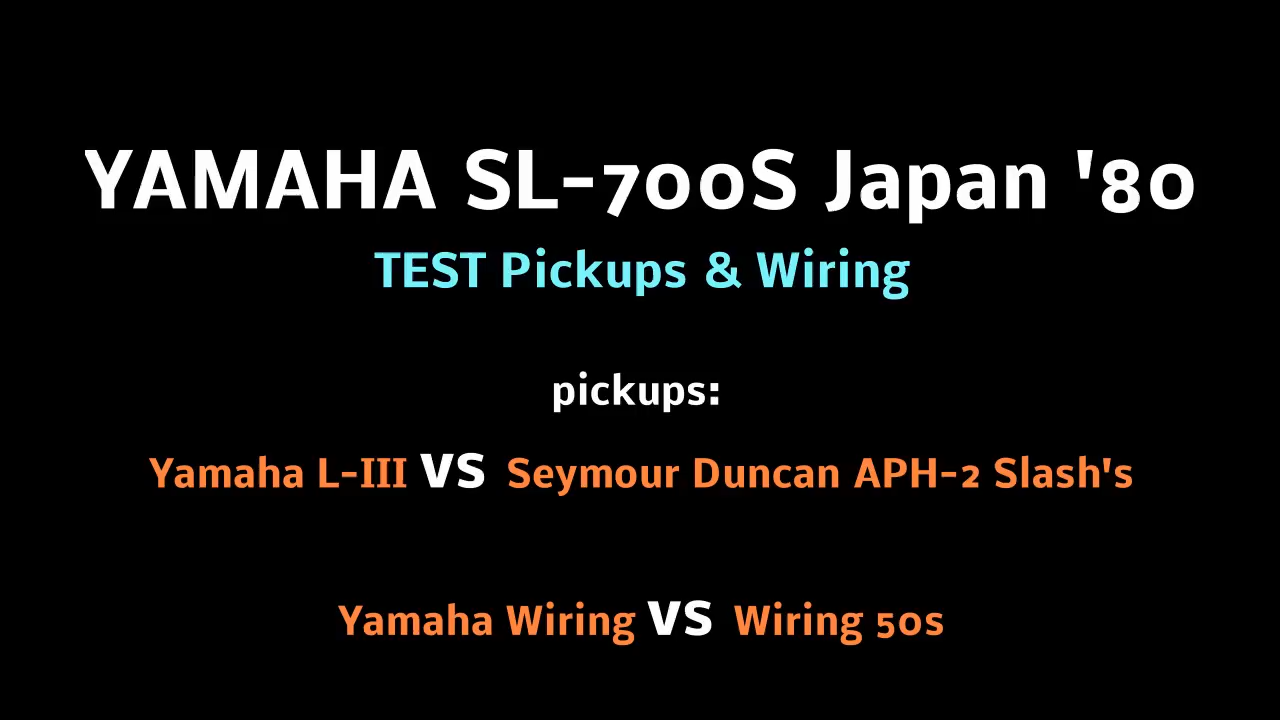 YAMAHA SL-700S Japan '80
TEST Pickups & Wiring
pickups:
Yamaha L-III VS Seymour Duncan APH-2 Slash's
Yamaha Wiring VS Wiring 50s